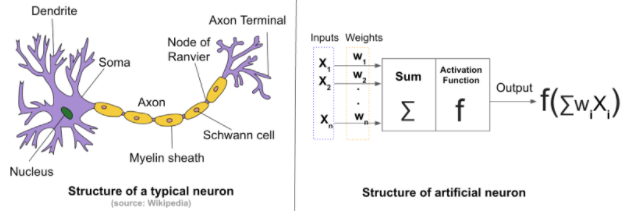 Dendrite
Axon Terminal
Node of
Ranvier
Soma
Axon
Schwann cell
Myelin sheath
Nucleus
Structure of a typical neuron
(source: Wikipedia)
Inputs Weights
X1 w1
X2 w2
.
.
Xn wn
Sum
Σ
Activation
Function
f
Output
f(∑wiXi)
Structure of artificial neuron